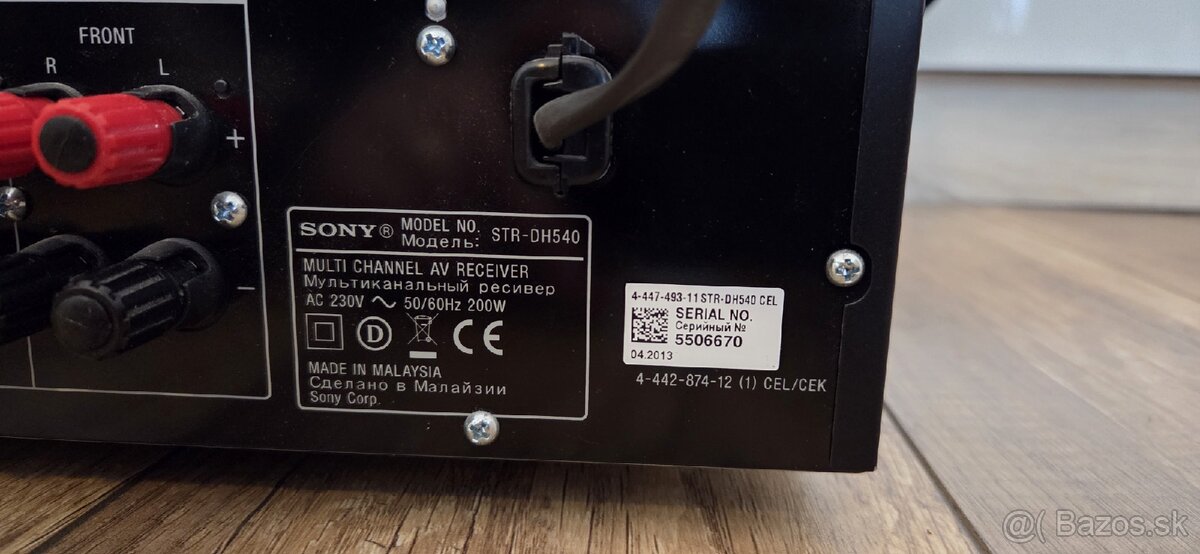 FRONT
R L
+
−
SONY® MODEL NO. STR-DH540
Модель:
MULTI CHANNEL AV RECEIVER
Мультиканальный ресивер
AC 230V ~ 50/60Hz 200W
D CE
MADE IN MALAYSIA
Сделано в Малайзии
Sony Corp.
4-447-493-11 STR-DH540 CEL
SERIAL NO.
Серийный №
5506670
04.2013
4-442-874-12 (1) CEL/CEK
@( Bazos.sk